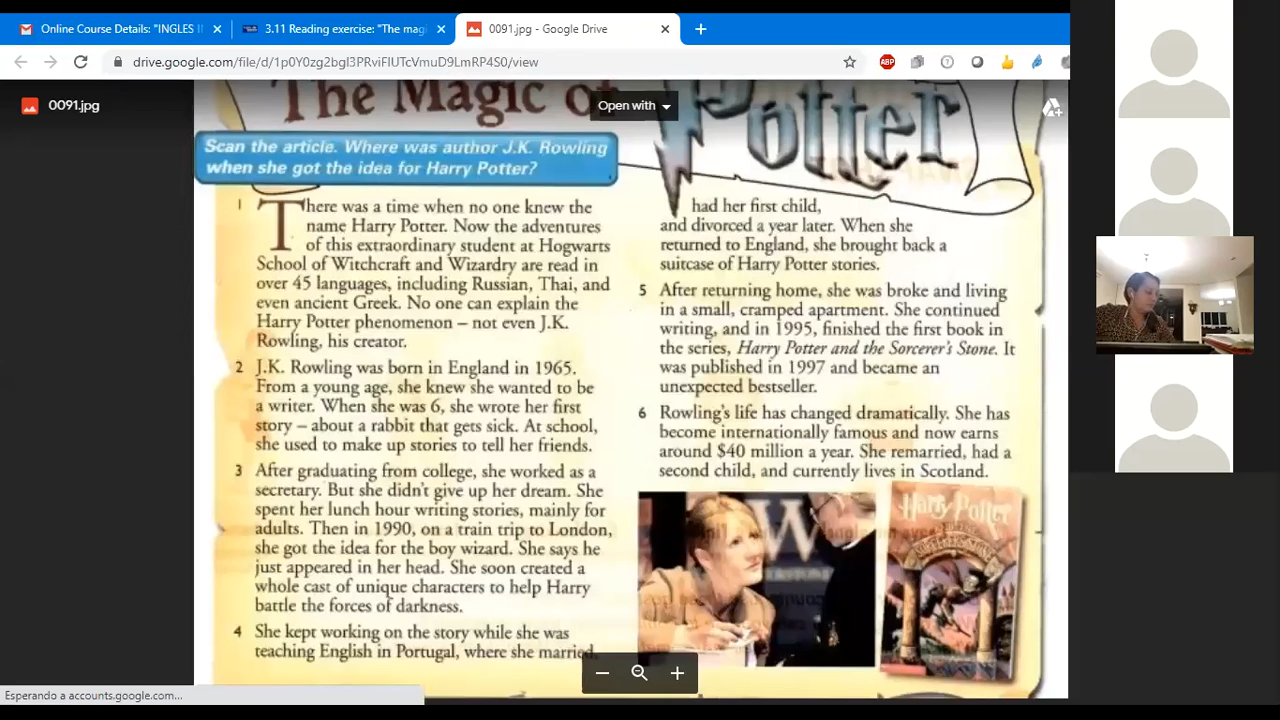 Online Course Details: "INGLES I
3.11 Reading exercise: "The magi
0091.jpg - Google Drive
drive.google.com/file/d/1p0Y0zg2bgl3PRviFIUTcVmuD9LmRP4S0/view
ABP
0091.jpg
Open with
The Magic of
Potter
Scan the article. Where was author J.K. Rowling
when she got the idea for Harry Potter?
1 There was a time when no one knew the
name Harry Potter. Now the adventures
of this extraordinary student at Hogwarts
School of Witchcraft and Wizardry are read in
over 45 languages, including Russian, Thai, and
even ancient Greek. No one can explain the
Harry Potter phenomenon – not even J.K.
Rowling, his creator.
2 J.K. Rowling was born in England in 1965.
From a young age, she knew she wanted to be
a writer. When she was 6, she wrote her first
story – about a rabbit that gets sick. At school,
she used to make up stories to tell her friends.
3 After graduating from college, she worked as a
secretary. But she didn't give up her dream. She
spent her lunch hour writing stories, mainly for
adults. Then in 1990, on a train trip to London,
she got the idea for the boy wizard. She says he
just appeared in her head. She soon created a
whole cast of unique characters to help Harry
battle the forces of darkness.
4 She kept working on the story while she was
teaching English in Portugal, where she married,
had her first child,
and divorced a year later. When she
returned to England, she brought back a
suitcase of Harry Potter stories.
5 After returning home, she was broke and living
in a small, cramped apartment. She continued
writing, and in 1995, finished the first book in
the series, Harry Potter and the Sorcerer's Stone. It
was published in 1997 and became an
unexpected bestseller.
6 Rowling's life has changed dramatically. She has
become internationally famous and now earns
around $40 million a year. She remarried, had a
second child, and currently lives in Scotland.
W
Harry Potter
Esperando a accounts.google.com...